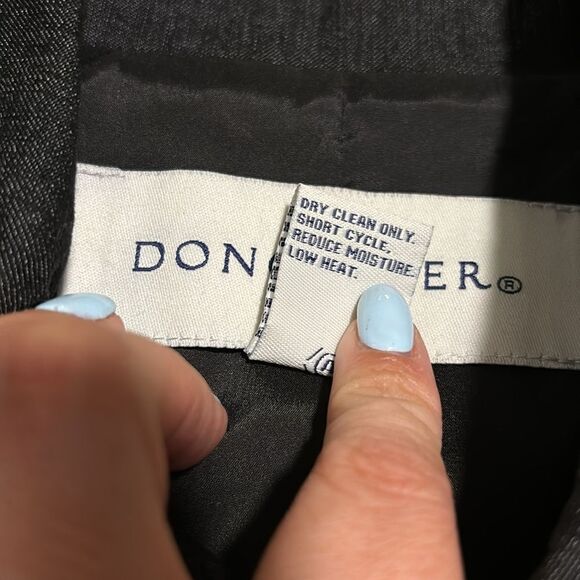 DON ER®
DRY CLEAN ONLY.
SHORT CYCLE.
REDUCE MOISTURE.
LOW HEAT.